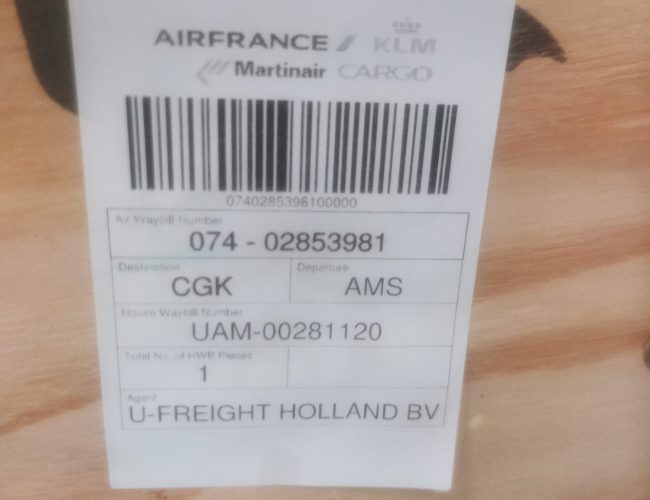 AIRFRANCE KLM
Martinair CARGO
0740285398100000
Air Waybill Number
074 - 02853981
Destination Departure
CGK AMS
House Waybill Number
UAM-00281120
Total No. of HWB Pieces
1
Agent
U-FREIGHT HOLLAND BV